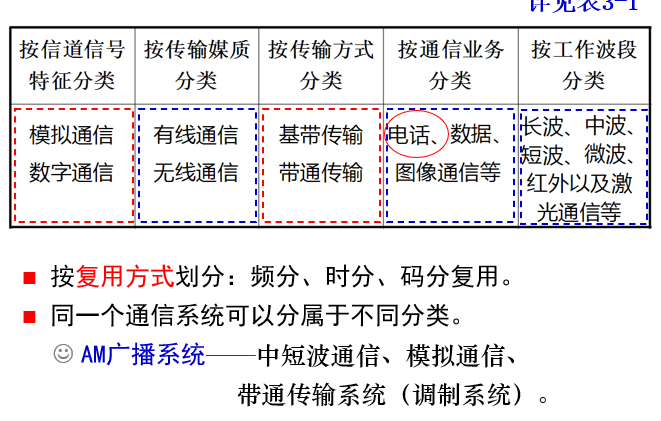 详见表3-1
按信道信号特征分类 按传输媒质分类 按传输方式分类 按通信业务分类 按工作波段分类
模拟通信 数字通信
有线通信 无线通信
基带传输 带通传输
电话、数据、图像通信等
长波、中波、短波、微波、红外以及激光通信等
按复用方式划分：频分、时分、码分复用。
同一个通信系统可以分属于不同分类。
AM广播系统——中短波通信、模拟通信、
带通传输系统（调制系统）。